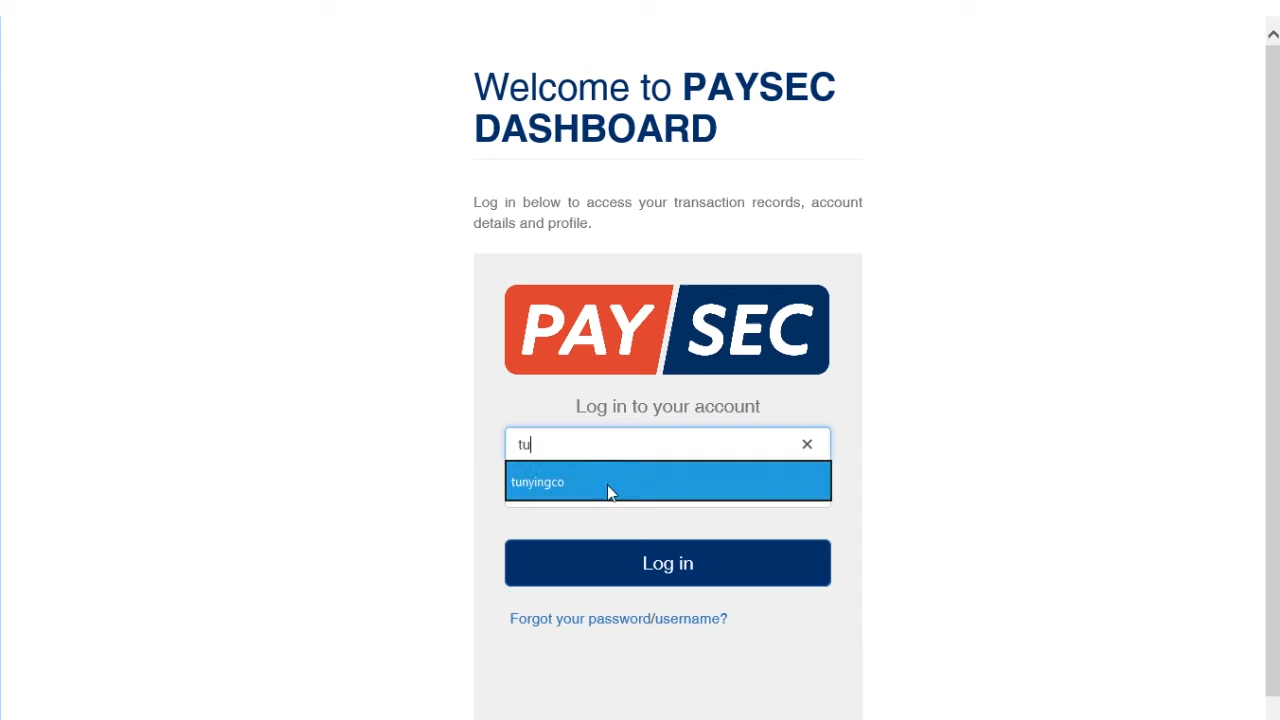 Welcome to PAYSEC
DASHBOARD
Log in below to access your transaction records, account
details and profile.
PAY SEC
Log in to your account
tu
tunyingco
Log in
Forgot your password/username?